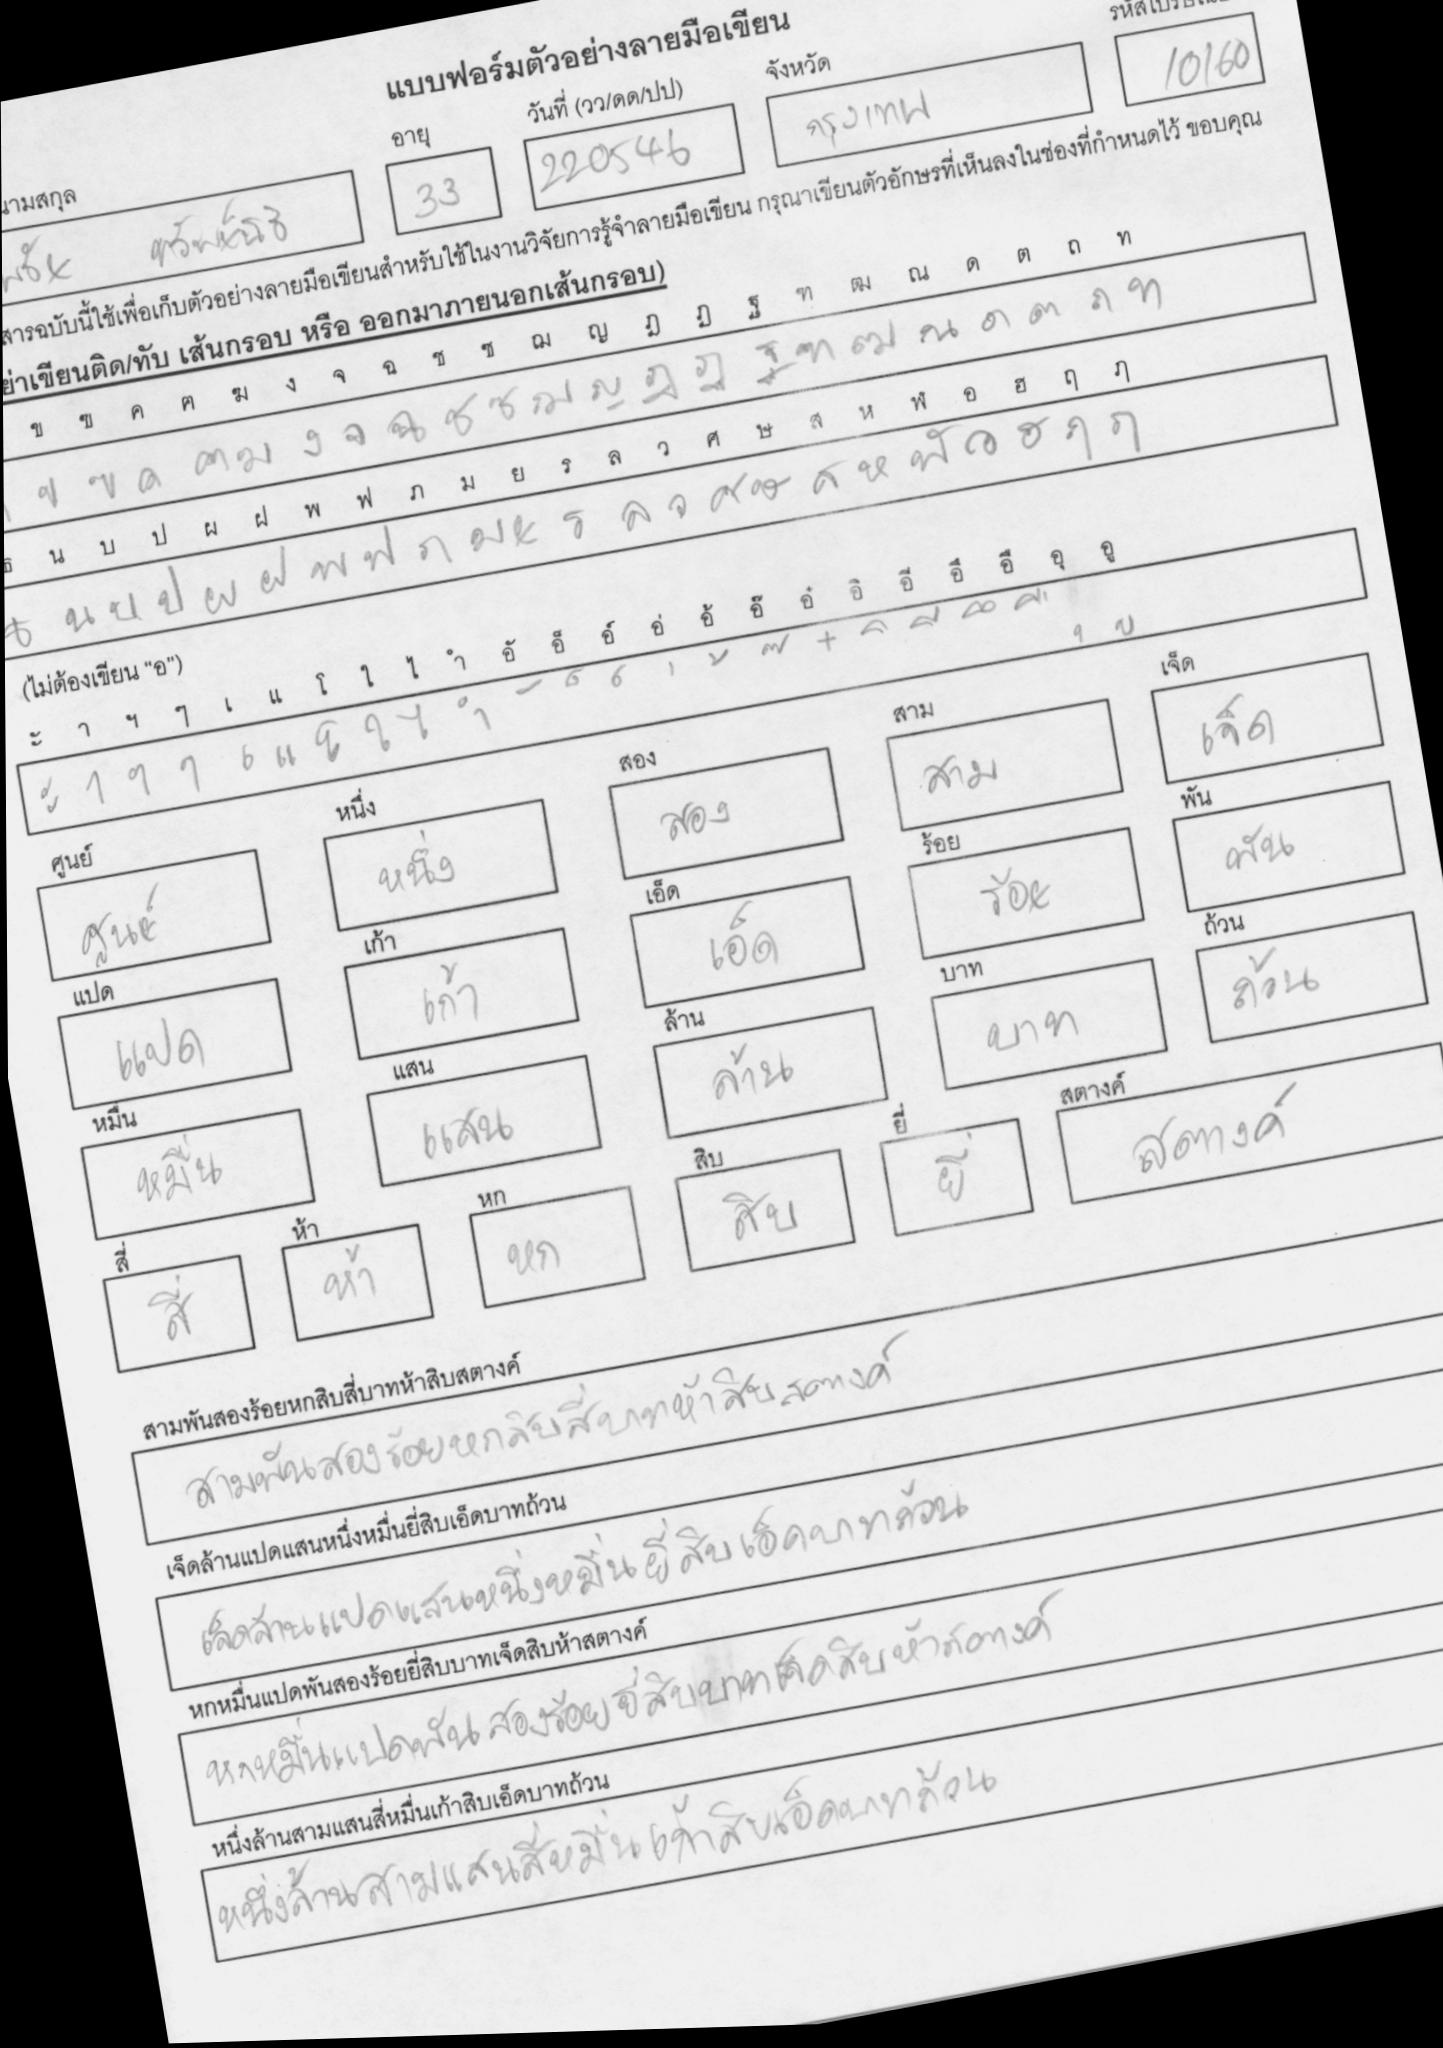 แบบฟอร์มตัวอย่างลายมือเขียน
นามสกุล อายุ วันที่ (วว/ดด/ปป) จังหวัด
33 220546 กรุงเทพ 10160
สารฉบับนี้ใช้เพื่อเก็บตัวอย่างลายมือเขียนสำหรับใช้ในงานวิจัยการรู้จำลายมือเขียน กรุณาเขียนตัวอักษรที่เห็นลงในช่องที่กำหนดไว้ ขอบคุณ
ย่าเขียนติด/ทับ เส้นกรอบ หรือ ออกมาภายนอกเส้นกรอบ)
ข ฃ ค ฅ ฆ ง จ ฉ ช ซ ฌ ญ ฎ ฏ ฐ ฑ ฒ ณ ด ต ถ ท
ข ฃ ค ฅ ฆ ง จ ฉ ช ซ ฌ ญ ฎ ฏ ฐ ฑ ฒ ณ ด ต ถ ท
ธ น บ ป ผ ฝ พ ฟ ภ ม ย ร ล ว ศ ษ ส ห ฬ อ ฮ ฤ ฦ
ธ น บ ป ผ ฝ พ ฟ ภ ม ย ร ล ว ศ ษ ส ห ฬ อ ฮ ฤ ฦ
(ไม่ต้องเขียน "อ")
ะ า ฯ ๆ เ แ โ ใ ไ ำ อั อ็ อ์ อ่ อ้ อ๊ อ๋ อิ อี อึ อื อุ อู
ะ า ฯ ๆ เ แ โ ใ ไ ำ ั ็ ์ ่ ้ ๊ ๋ ิ ี ึ ื ุ ู
ศูนย์ หนึ่ง สอง สาม เจ็ด
ศูนย์ หนึ่ง สอง สาม เจ็ด
แปด เก้า เอ็ด ร้อย พัน
แปด เก้า เอ็ด ร้อย พัน
หมื่น แสน ล้าน บาท ถ้วน
หมื่น แสน ล้าน บาท ถ้วน
สี่ ห้า หก สิบ ยี่ สตางค์
สี่ ห้า หก สิบ ยี่ สตางค์
สามพันสองร้อยหกสิบสี่บาทห้าสิบสตางค์
สามพันสองร้อยหกสิบสี่บาทห้าสิบสตางค์
เจ็ดล้านแปดแสนหนึ่งหมื่นยี่สิบเอ็ดบาทถ้วน
เจ็ดล้านแปดแสนหนึ่งหมื่นยี่สิบเอ็ดบาทถ้วน
หกหมื่นแปดพันสองร้อยยี่สิบบาทเจ็ดสิบห้าสตางค์
หกหมื่นแปดพันสองร้อยยี่สิบบาทเจ็ดสิบห้าสตางค์
หนึ่งล้านสามแสนสี่หมื่นเก้าสิบเอ็ดบาทถ้วน
หนึ่งล้านสามแสนสี่หมื่นเก้าสิบเอ็ดบาทถ้วน